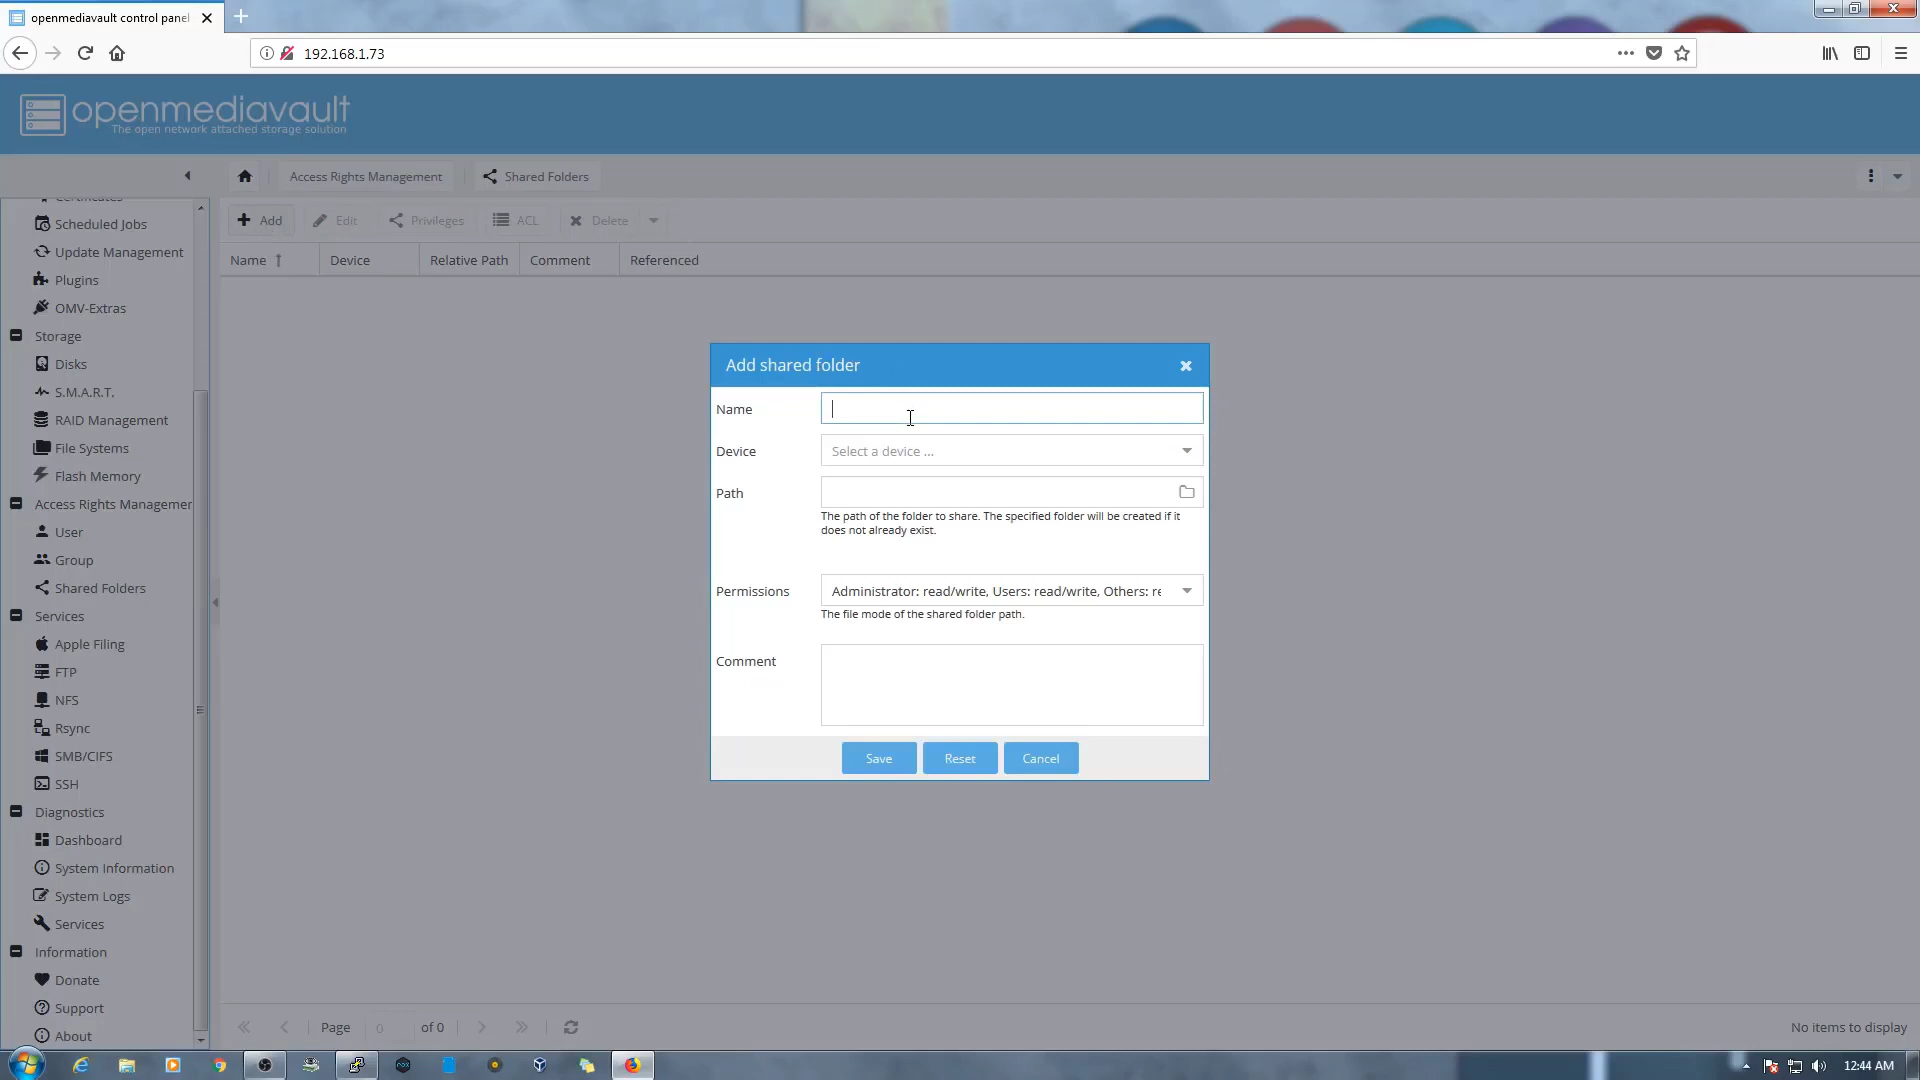 openmediavault control panel
192.168.1.73
openmediavault
The open network attached storage solution
Access Rights Management
Shared Folders
Certificates
Scheduled Jobs
Update Management
Plugins
OMV-Extras
Storage
Disks
S.M.A.R.T.
RAID Management
File Systems
Flash Memory
Access Rights Managemer
User
Group
Shared Folders
Services
Apple Filing
FTP
NFS
Rsync
SMB/CIFS
SSH
Diagnostics
Dashboard
System Information
System Logs
Services
Information
Donate
Support
About
Add
Edit
Privileges
ACL
Delete
Name
Device
Relative Path
Comment
Referenced
Add shared folder
Name
Device
Select a device ...
Path
The path of the folder to share. The specified folder will be created if it
does not already exist.
Permissions
Administrator: read/write, Users: read/write, Others: re
The file mode of the shared folder path.
Comment
Save
Reset
Cancel
Page
0
of 0
No items to display
12:44 AM